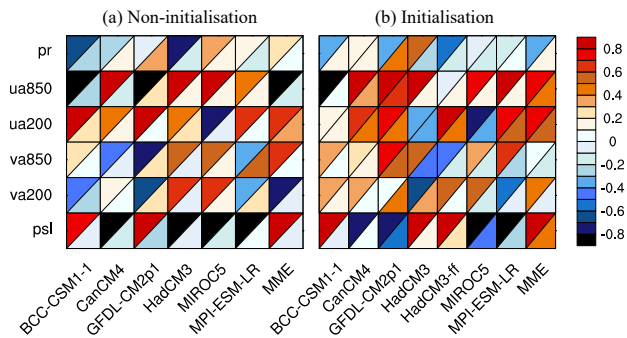 (a) Non-initialisation
(b) Initialisation
pr
ua850
ua200
va850
va200
psl
0.8
0.6
0.4
0.2
0
-0.2
-0.4
-0.6
-0.8
BCC-CSM1-1
CanCM4
GFDL-CM2p1
HadCM3
MIROC5
MPI-ESM-LR
MME
BCC-CSM1-1
CanCM4
GFDL-CM2p1
HadCM3
HadCM3-ff
MIROC5
MPI-ESM-LR
MME